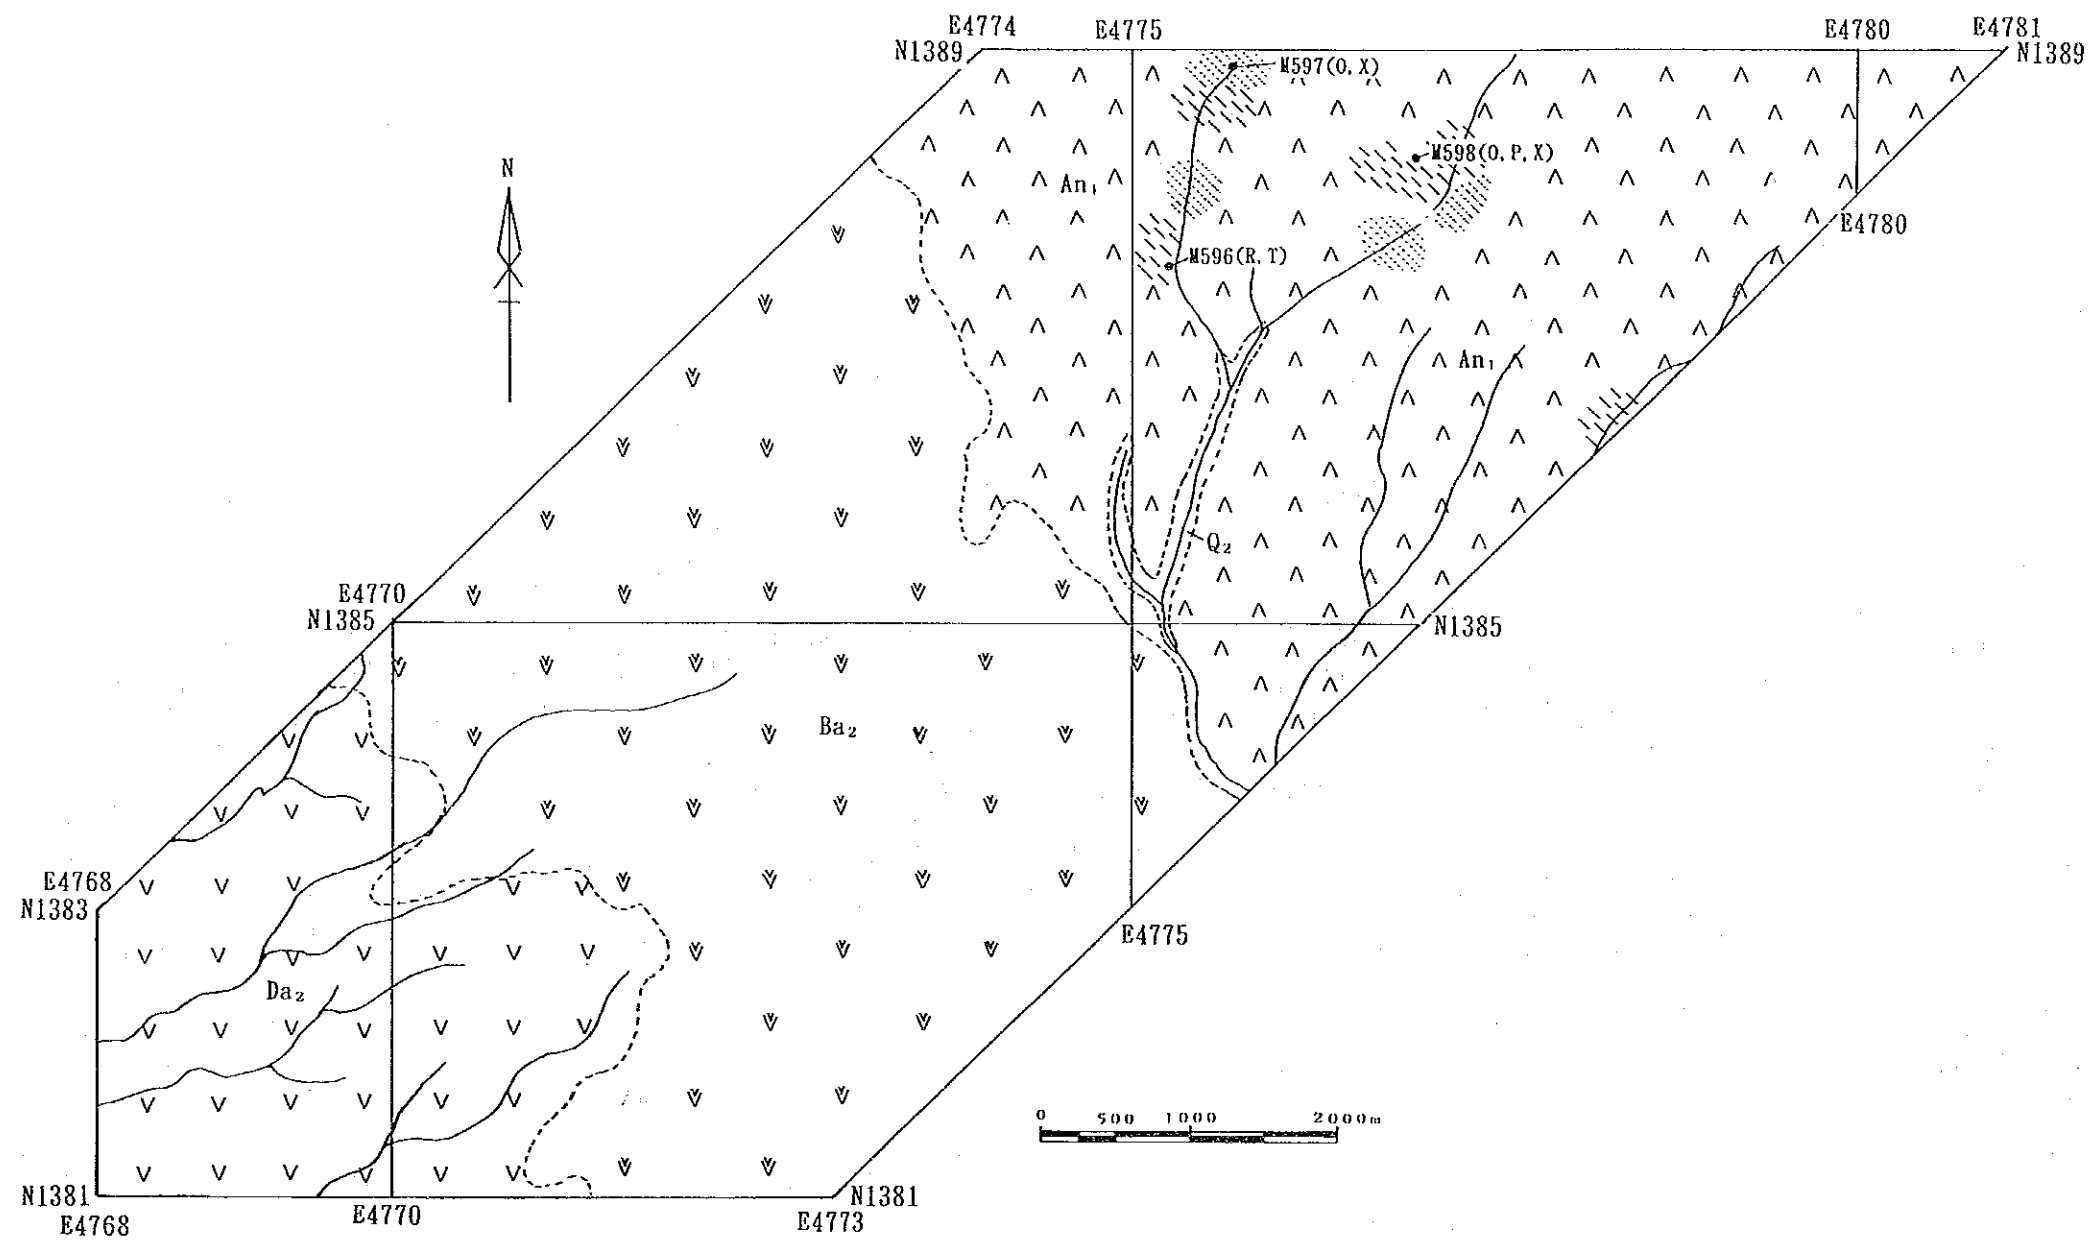 E4774
E4775
E4780
E4781
N1389
N1389
M597(O,X)
N
M598(O,P,X)
An₁
E4780
M596(R,T)
An₁
Q₂
E4770
N1385
N1385
Ba₂
E4768
N1383
E4775
Da₂
0 500 1000 2000m
N1381
E4768
E4770
N1381
E4773